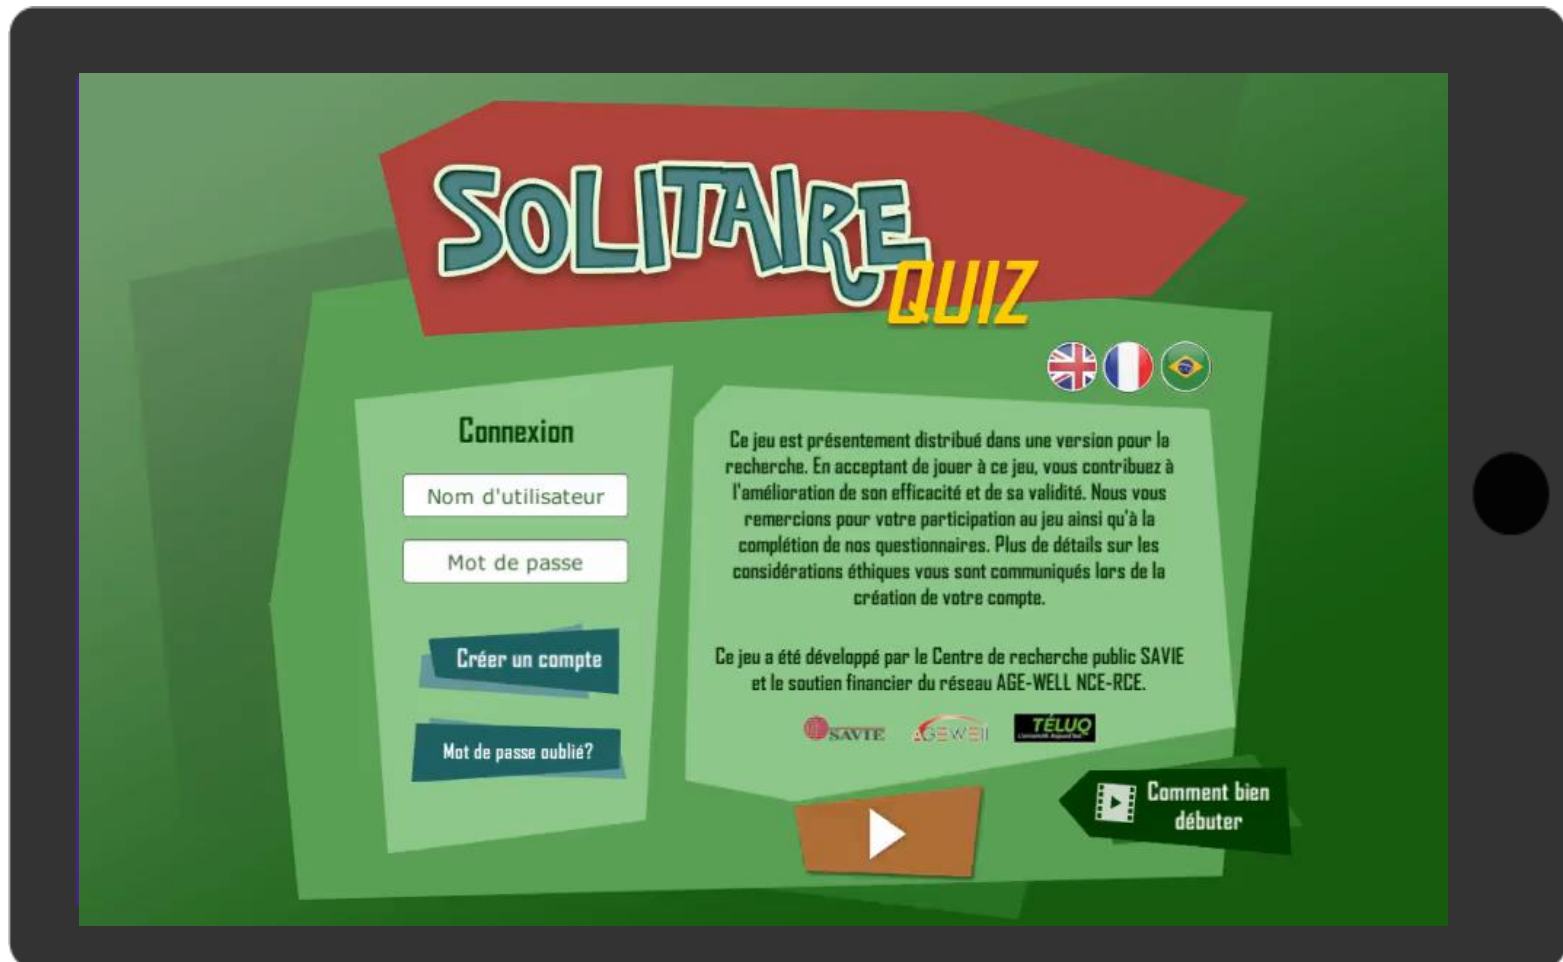 SOLITAIRE
QUIZ
Connexion
Nom d'utilisateur
Mot de passe
Créer un compte
Mot de passe oublié?
Ce jeu est présentement distribué dans une version pour la
recherche. En acceptant de jouer à ce jeu, vous contribuez à
l'amélioration de son efficacité et de sa validité. Nous vous
remercions pour votre participation au jeu ainsi qu'à la
complétion de nos questionnaires. Plus de détails sur les
considérations éthiques vous sont communiqués lors de la
création de votre compte.
Ce jeu a été développé par le Centre de recherche public SAVIE
et le soutien financier du réseau AGE-WELL NCE-RCE.
SAVIE
AGEWELL
TÉLUQ
Comment bien
débuter